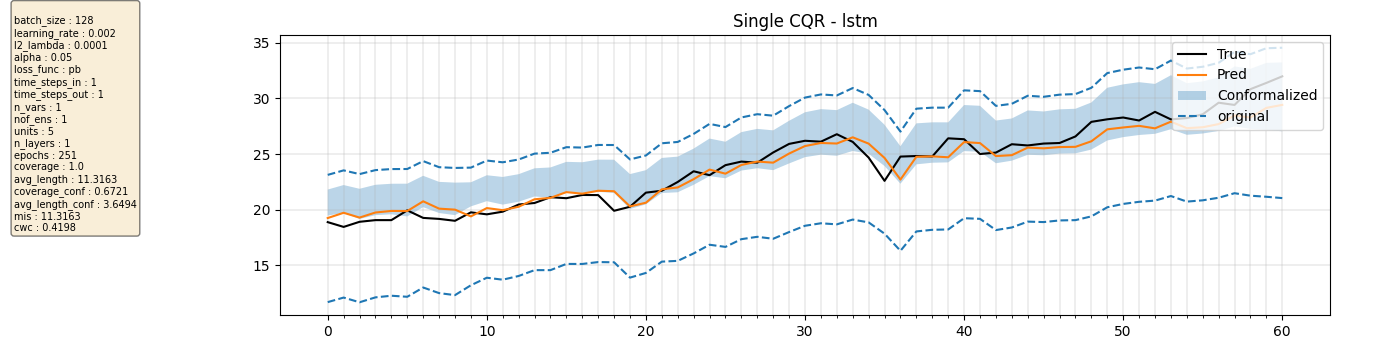 batch_size : 128
learning_rate : 0.002
l2_lambda : 0.0001
alpha : 0.05
loss_func : pb
time_steps_in : 1
time_steps_out : 1
n_vars : 1
nof_ens : 1
units : 5
n_layers : 1
epochs : 251
coverage : 1.0
avg_length : 11.3163
coverage_conf : 0.6721
avg_length_conf : 3.6494
mis : 11.3163
cwc : 0.4198
Single CQR - lstm
35
30
25
20
15
0 10 20 30 40 50 60
True
Pred
Conformalized
original